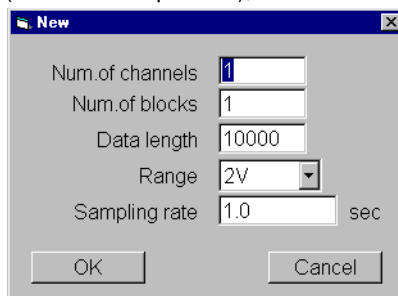 New
Num.of channels 1
Num.of blocks 1
Data length 10000
Range 2V
Sampling rate 1.0 sec
OK Cancel